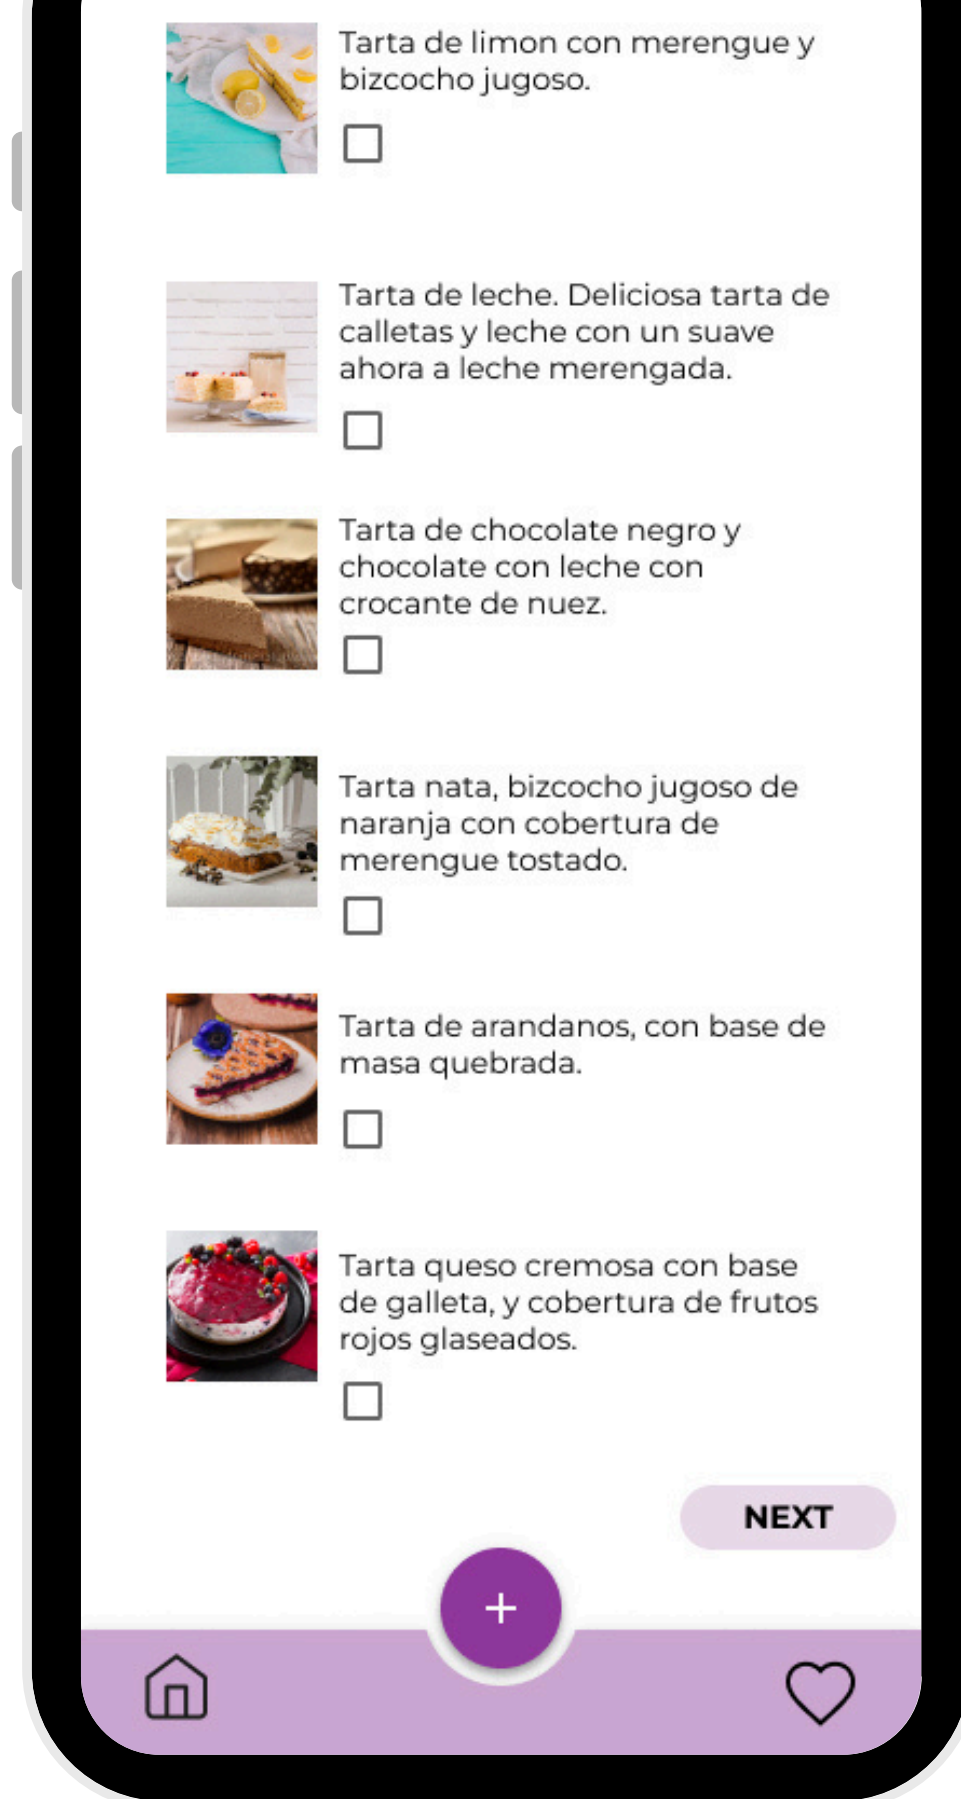 Tarta de limon con merengue y
bizcocho jugoso.
Tarta de leche. Deliciosa tarta de
calletas y leche con un suave
ahora a leche merengada.
Tarta de chocolate negro y
chocolate con leche con
crocante de nuez.
Tarta nata, bizcocho jugoso de
naranja con cobertura de
merengue tostado.
Tarta de arandanos, con base de
masa quebrada.
Tarta queso cremosa con base
de galleta, y cobertura de frutos
rojos glaseados.
NEXT
+